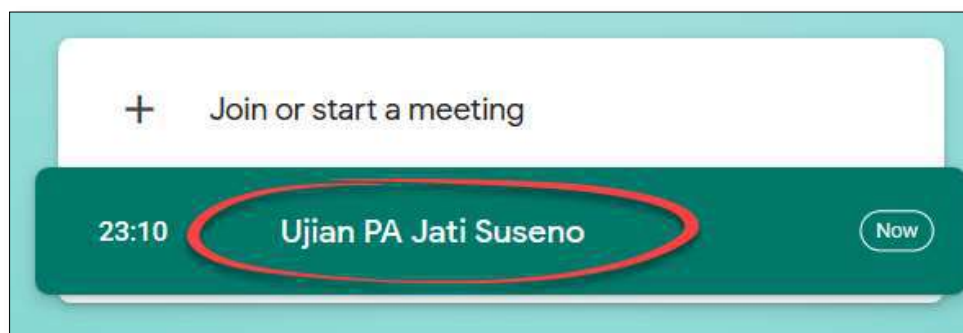 + Join or start a meeting
23:10 Ujian PA Jati Suseno Now